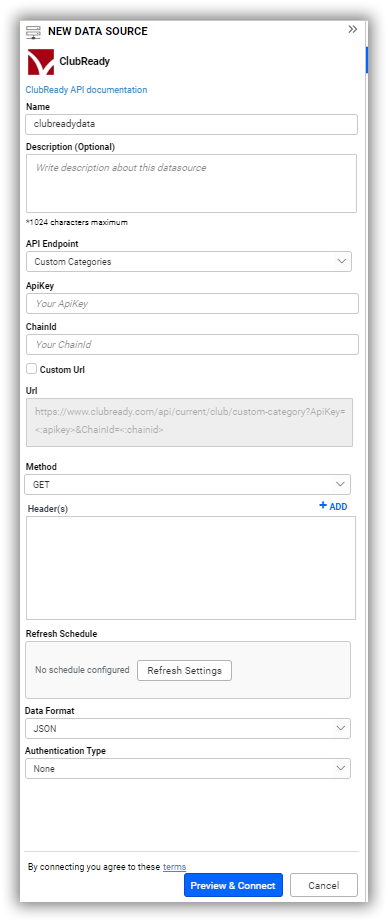 NEW DATA SOURCE
ClubReady
ClubReady API documentation
Name
clubreadydata
Description (Optional)
Write description about this datasource
*1024 characters maximum
API Endpoint
Custom Categories
ApiKey
Your ApiKey
ChainId
Your ChainId
Custom Url
Url
https://www.clubready.com/api/current/club/custom-category?ApiKey=
<:apikey>&ChainId=<:chainid>
Method
GET
Header(s)
+ ADD
Refresh Schedule
No schedule configured
Refresh Settings
Data Format
JSON
Authentication Type
None
By connecting you agree to these terms
Preview & Connect
Cancel